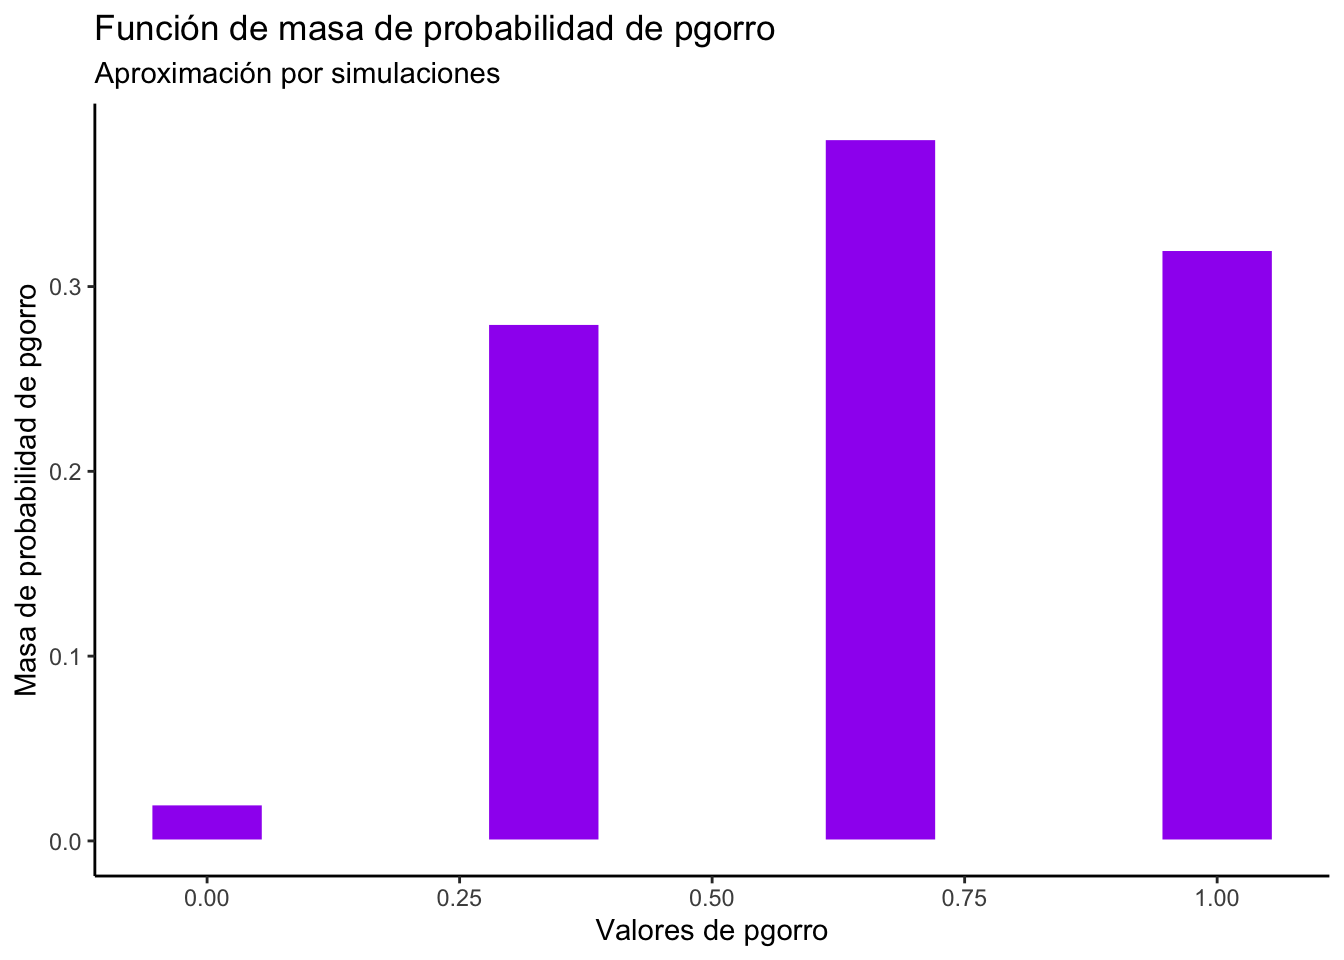 Función de masa de probabilidad de pgorro
Aproximación por simulaciones
Masa de probabilidad de pgorro
0.3
0.2
0.1
0.0
0.00 0.25 0.50 0.75 1.00
Valores de pgorro